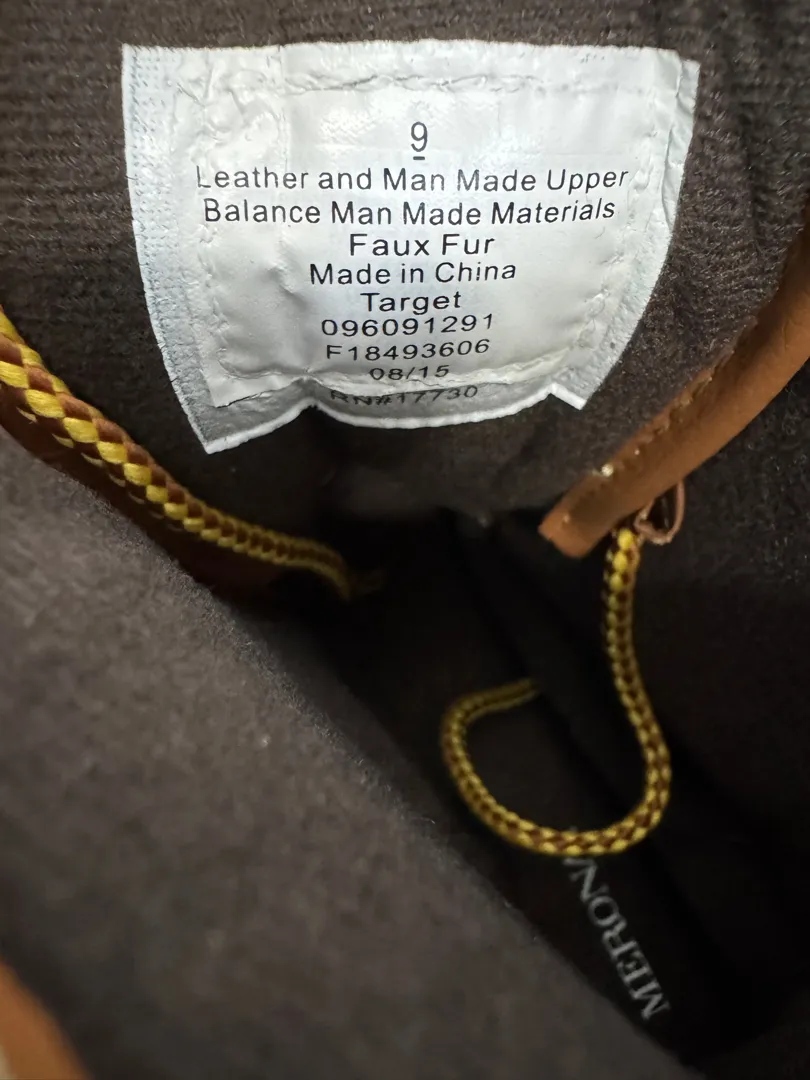 9
Leather and Man Made Upper
Balance Man Made Materials
Faux Fur
Made in China
Target
096091291
F18493606
08/15
RN#17730
MERONA